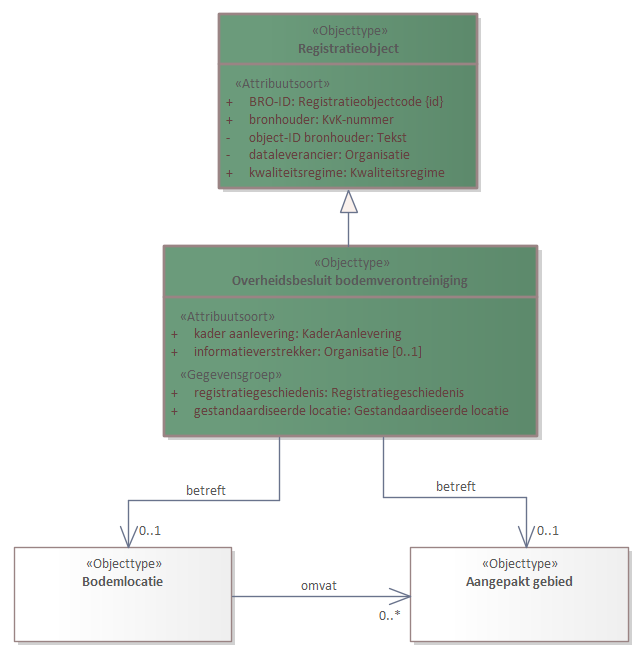 «Objecttype»
Registratieobject
«Attribuutsoort»
+ BRO-ID: Registratieobjectcode {id}
+ bronhouder: KvK-nummer
- object-ID bronhouder: Tekst
- dataleverancier: Organisatie
+ kwaliteitsregime: Kwaliteitsregime
«Objecttype»
Overheidsbesluit bodemverontreiniging
«Attribuutsoort»
+ kader aanlevering: KaderAanlevering
+ informatieverstrekker: Organisatie [0..1]
«Gegevensgroep»
+ registratiegeschiedenis: Registratiegeschiedenis
+ gestandaardiseerde locatie: Gestandaardiseerde locatie
betreft
betreft
0..1
0..1
«Objecttype»
Bodemlocatie
omvat
0..*
«Objecttype»
Aangepakt gebied